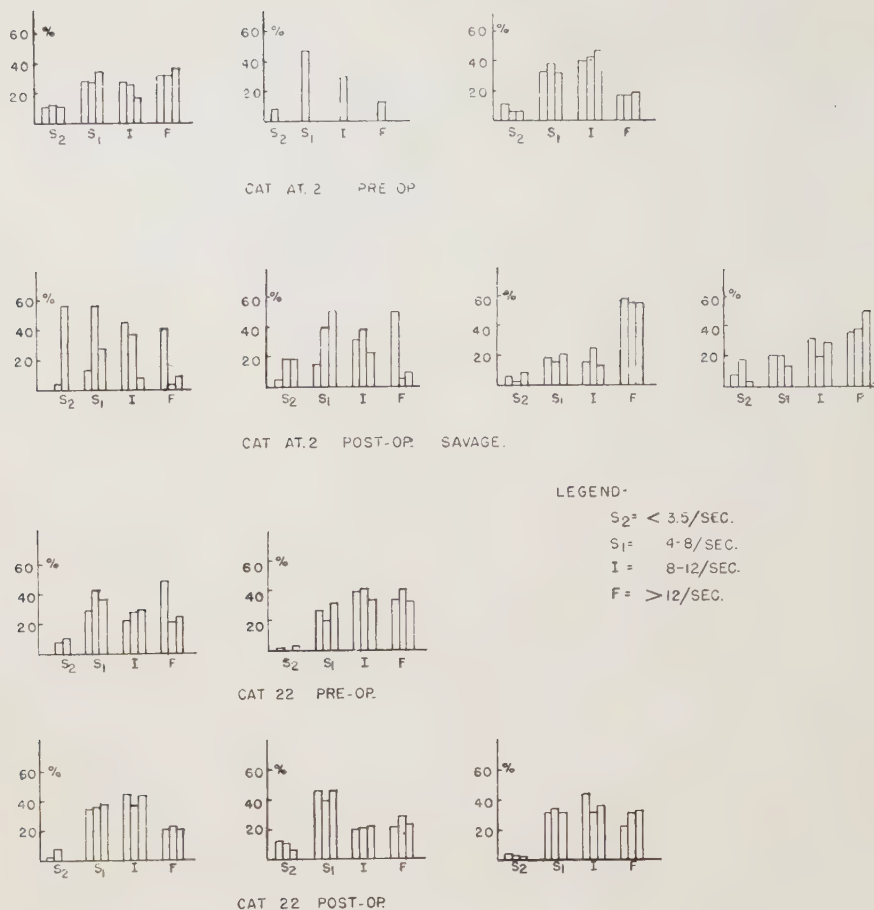 60 % 60 % 60 %
40 40 40
20 20 20
S2 S1 I F S2 S1 I F S2 S1 I F
CAT AT.2 PRE OP
60 % 60 % 60 % 60 %
40 40 40 40
20 20 20 20
S2 S1 I F S2 S1 I F S2 S1 I F S2 S1 I F
CAT AT.2 POST-OP. SAVAGE.
LEGEND-
S2= < 3.5/SEC.
S1= 4-8/SEC.
I = 8-12/SEC.
F = >12/SEC.
% %
60 60
40 40
20 20
S2 S1 I F S2 S1 I F
CAT 22 PRE-OP.
60 % 60 % 60 %
40 40 40
20 20 20
S2 S1 I F S2 S1 I F S2 S1 I F
CAT 22 POST-OP.